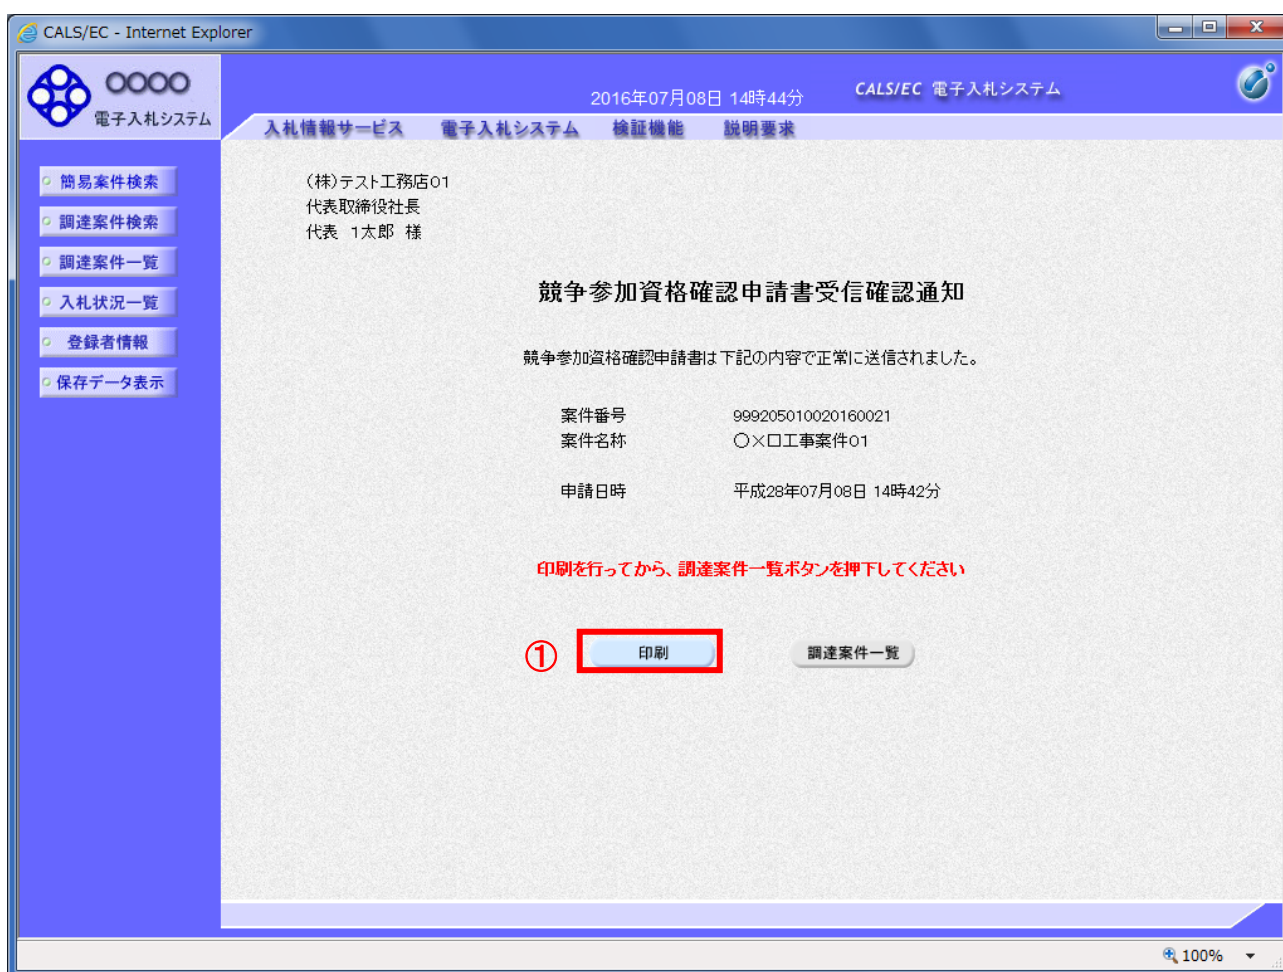 CALS/EC - Internet Explorer
〇〇〇〇
電子入札システム
2016年07月08日 14時44分
CALS/EC 電子入札システム
入札情報サービス 電子入札システム 検証機能 説明要求
簡易案件検索
調達案件検索
調達案件一覧
入札状況一覧
登録者情報
保存データ表示
(株)テスト工務店01
代表取締役社長
代表 1太郎 様
競争参加資格確認申請書受信確認通知
競争参加資格確認申請書は下記の内容で正常に送信されました。
案件番号 999205010020160021
案件名称 〇×口工事案件01
申請日時 平成28年07月08日 14時42分
印刷を行ってから、調達案件一覧ボタンを押下してください
① 印刷 調達案件一覧
100%